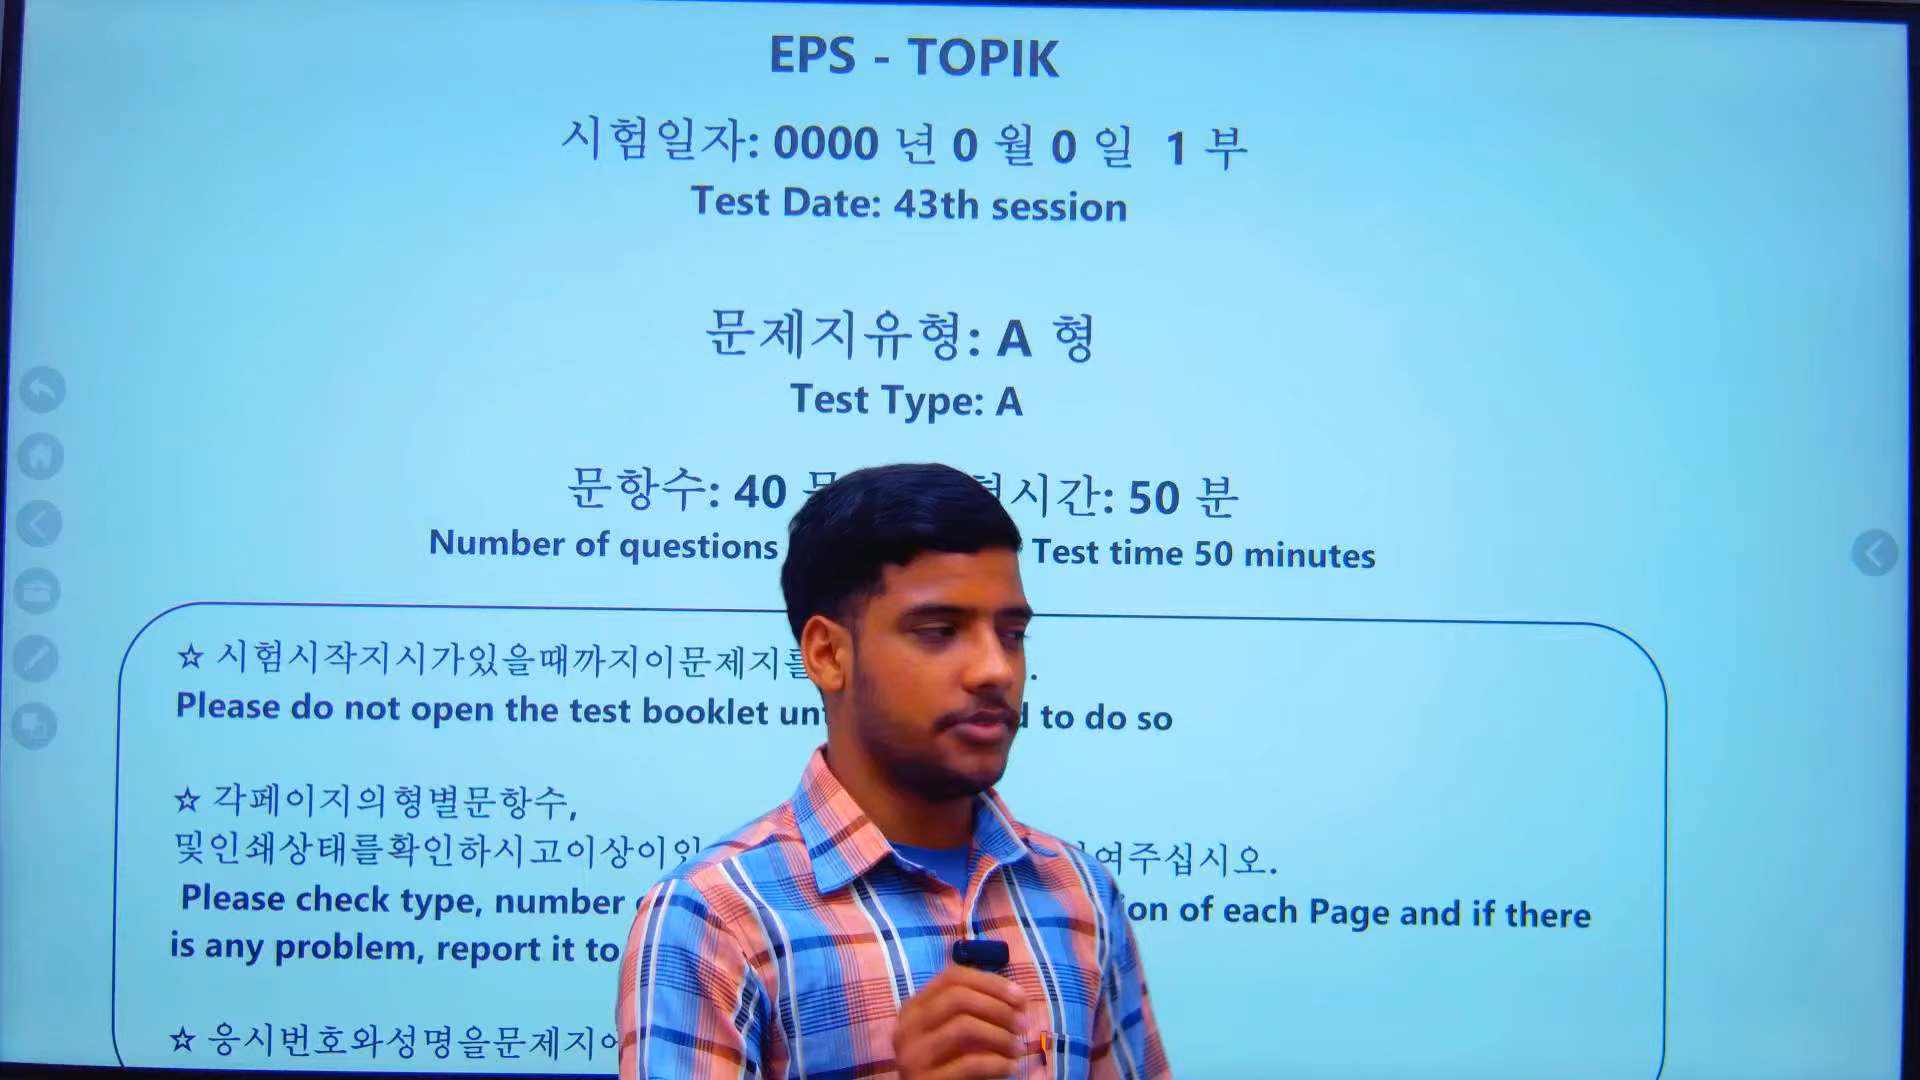 EPS - TOPIK
시험일자: 0000 년 0 월 0 일 1 부
Test Date: 43th session
문제지유형: A 형
Test Type: A
문항수: 40 시간: 50 분
Number of questions Test time 50 minutes
☆ 시험시작지시가있을때까지이문제지를 .
Please do not open the test booklet to do so
☆ 각페이지의형별문항수,
및인쇄상태를확인하시고이상이 여주십시오.
Please check type, number of each Page and if there
is any problem, report it to
☆ 응시번호와성명을문제지